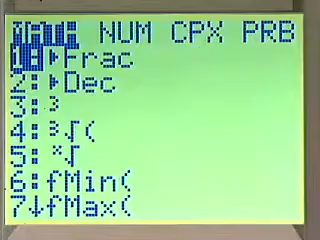 MATH NUM CPX PRB
1:▸Frac
2:▸Dec
3:³
4:³√(
5:ˣ√
6:fMin(
7↓fMax(